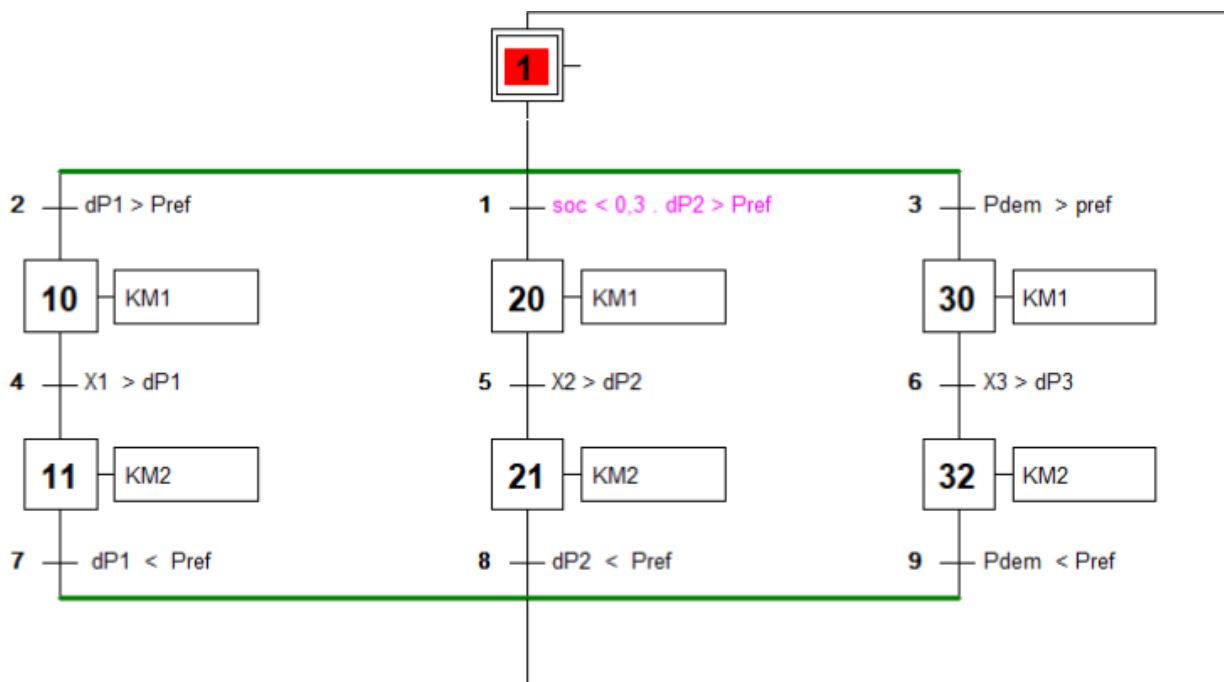 1
2 dP1 > Pref
1 soc < 0,3 . dP2 > Pref
3 Pdem > pref
10 KM1
20 KM1
30 KM1
4 X1 > dP1
5 X2 > dP2
6 X3 > dP3
11 KM2
21 KM2
32 KM2
7 dP1 < Pref
8 dP2 < Pref
9 Pdem < Pref